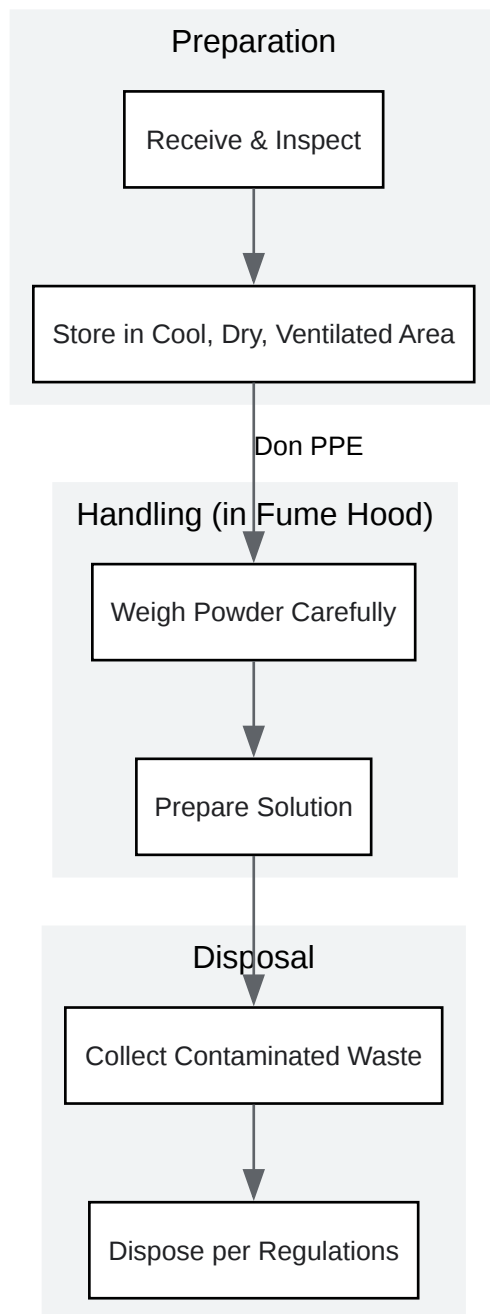 Preparation
Receive & Inspect
Store in Cool, Dry, Ventilated Area
Don PPE
Handling (in Fume Hood)
Weigh Powder Carefully
Prepare Solution
Disposal
Collect Contaminated Waste
Dispose per Regulations